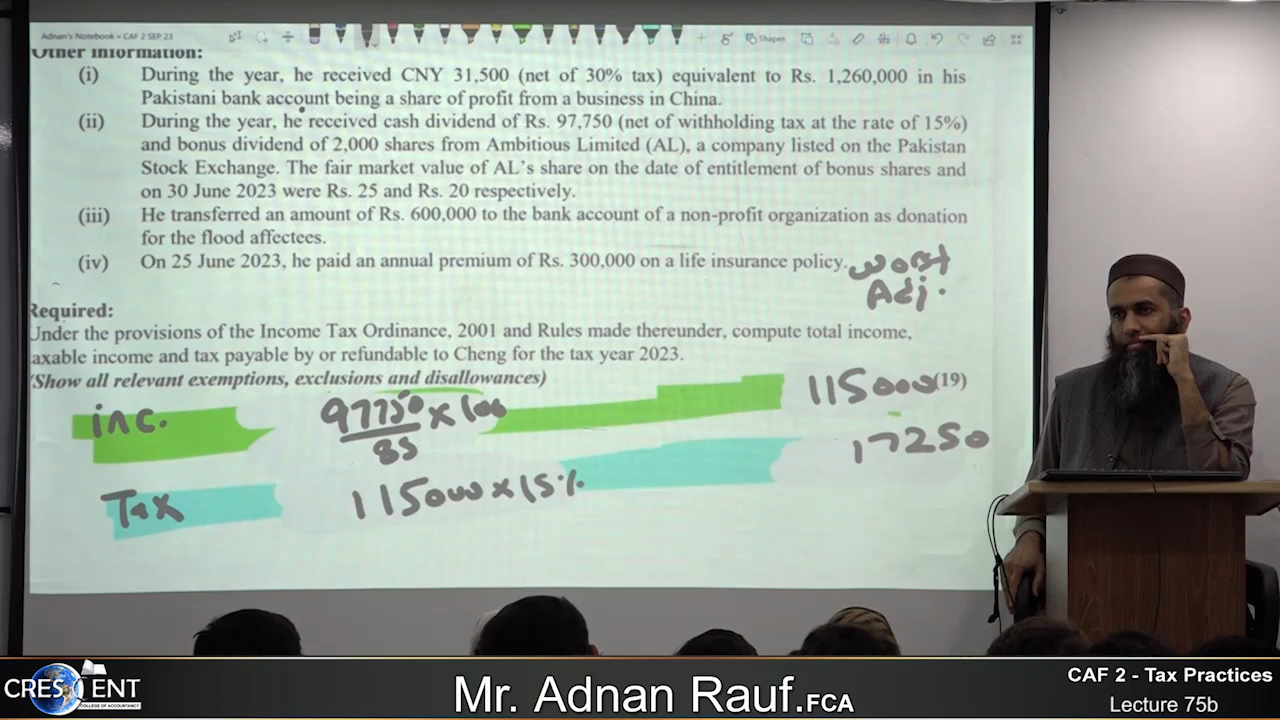 Adnan's Notebook » CAF 2 SEP 23
Shapes
Other Information:
(i) During the year, he received CNY 31,500 (net of 30% tax) equivalent to Rs. 1,260,000 in his
Pakistani bank account being a share of profit from a business in China.
(ii) During the year, he received cash dividend of Rs. 97,750 (net of withholding tax at the rate of 15%)
and bonus dividend of 2,000 shares from Ambitious Limited (AL), a company listed on the Pakistan
Stock Exchange. The fair market value of AL's share on the date of entitlement of bonus shares and
on 30 June 2023 were Rs. 25 and Rs. 20 respectively.
(iii) He transferred an amount of Rs. 600,000 to the bank account of a non-profit organization as donation
for the flood affectees.
(iv) On 25 June 2023, he paid an annual premium of Rs. 300,000 on a life insurance policy.
Worst
Adj.
Required:
Under the provisions of the Income Tax Ordinance, 2001 and Rules made thereunder, compute total income,
taxable income and tax payable by or refundable to Cheng for the tax year 2023.
(Show all relevant exemptions, exclusions and disallowances)
(19)
inc. 97750 x 100 115000
85
17250
Tax 115000 x 15%
CRESCENT
COLLEGE OF ACCOUNTANCY
Mr. Adnan Rauf.FCA
CAF 2 - Tax Practices
Lecture 75b